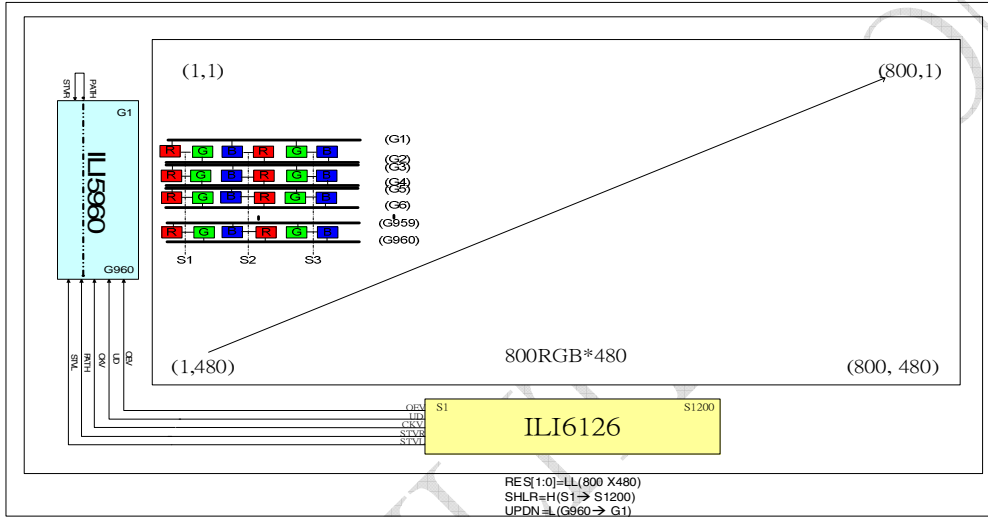 (1,1)
(800,1)
STVR
PATH
G1
ILI5960
G960
(G1)
R G B R G B
(G2)
(G3)
R G B R G B
(G4)
(G5)
R G B R G B
(G6)
(G959)
R G B R G B
(G960)
S1 S2 S3
STVL
PATH
CKV
UD
OEV
(1,480)
800RGB*480
(800, 480)
OEV
UD
CKV
STVR
STVL
S1
S1200
ILI6126
RES[1:0]=LL(800 X480)
SHLR=H(S1→ S1200)
UPDN=L(G960→ G1)